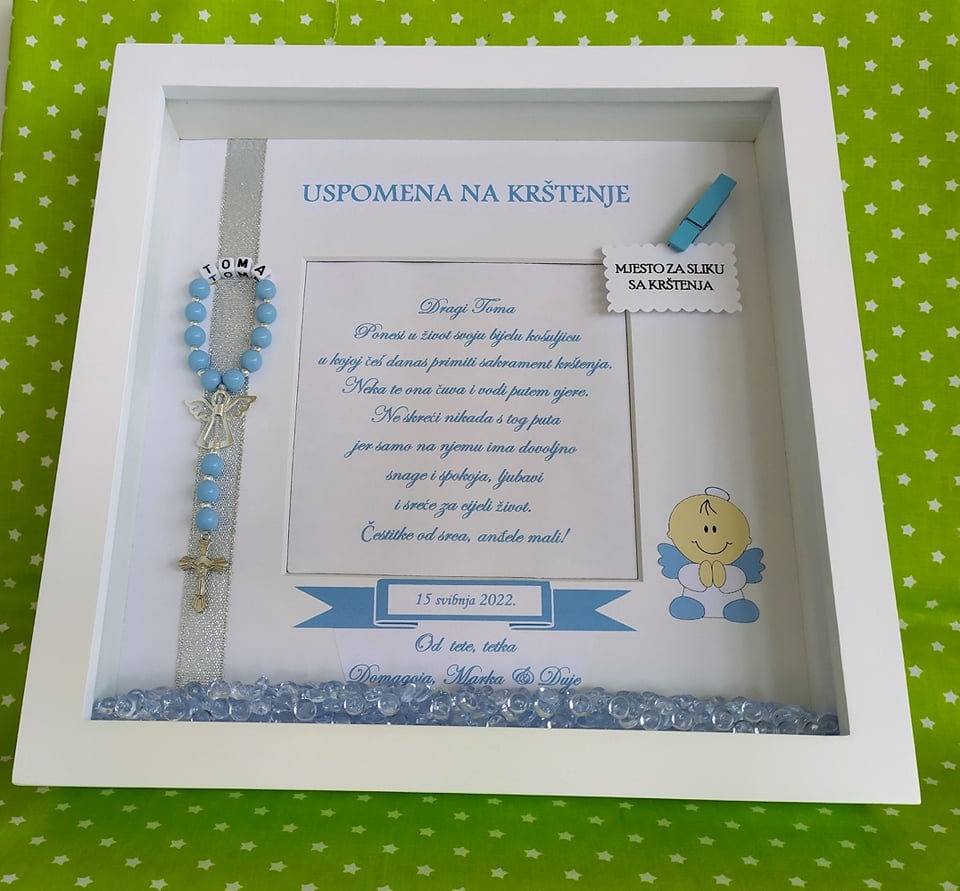 USPOMENA NA KRŠTENJE
TOMA
MJESTO ZA SLIKU
SA KRŠTENJA
Dragi Toma
Ponesi u život svoju bijelu košuljicu
u kojoj češ danas primiti sakrament krštenja.
Neka te ona čuva i vodi putem vjere.
Ne skreći nikada s tog puta
jer samo na njemu ima dovoljno
snage i spokoja, ljubavi
i sreće za cijeli život.
Čestitke od srca, anđele mali!
15 svibnja 2022.
Od tete, tetka
Domagoja, Marka & Duje